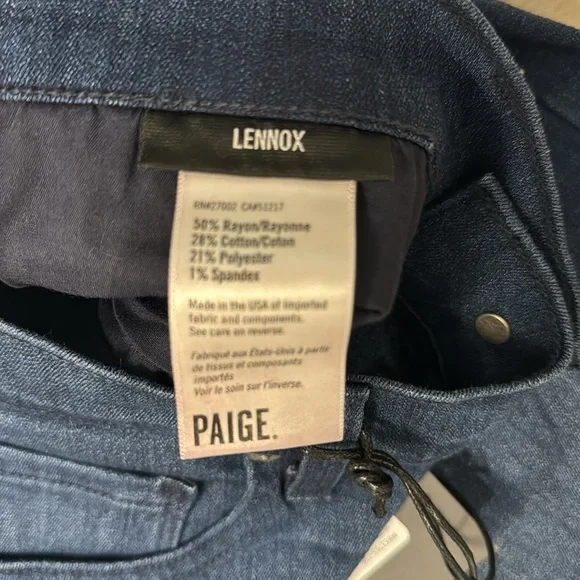 LENNOX
RN#27002 CA#51217
50% Rayon/Rayonne
28% Cotton/Coton
21% Polyester
1% Spandex
Made in the USA of imported
fabric and components.
See care on reverse.
Fabriqué aux États-Unis à partir
de tissus et composants
importés
Voir le soin sur l'inverse.
PAIGE.